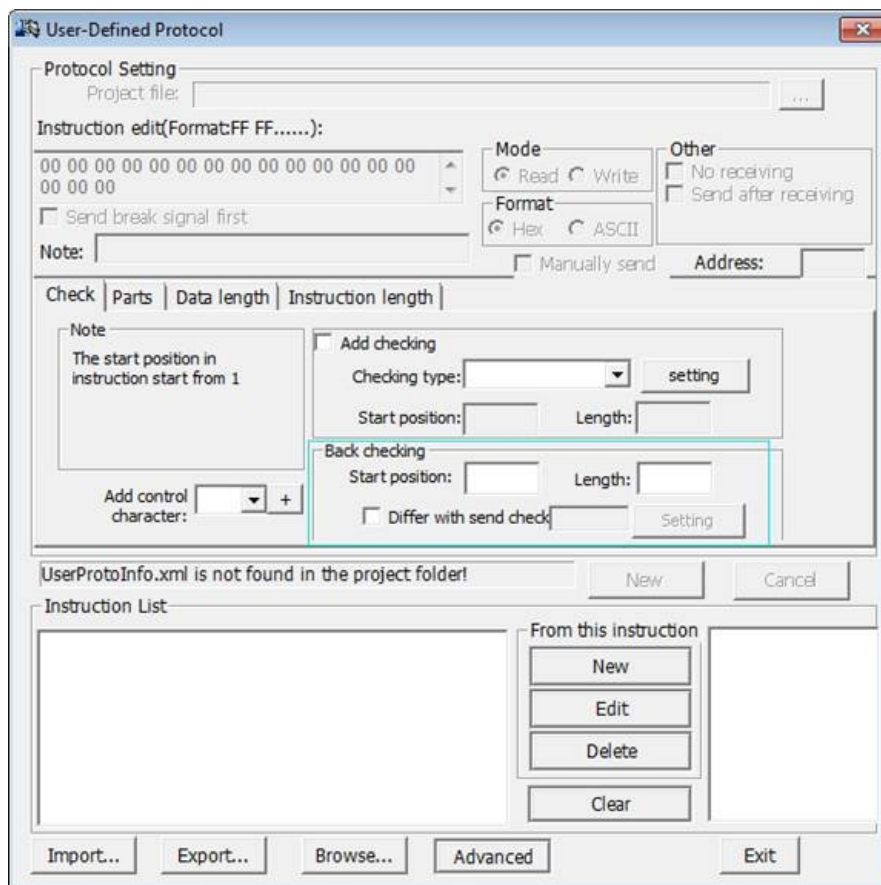 User-Defined Protocol
Protocol Setting
Project file:
...
Instruction edit(Format:FF FF......):
00 00 00 00 00 00 00 00 00 00 00 00 00 00
00 00 00
Mode
Read Write
Other
No receiving
Send after receiving
Send break signal first
Format
Hex ASCII
Note:
Manually send Address:
Check Parts Data length Instruction length
Note
The start position in
instruction start from 1
Add checking
Checking type: setting
Start position: Length:
Back checking
Start position: Length:
Add control
character:
+
Differ with send check Setting
UserProtoInfo.xml is not found in the project folder! New Cancel
Instruction List
From this instruction
New
Edit
Delete
Clear
Import... Export... Browse... Advanced Exit